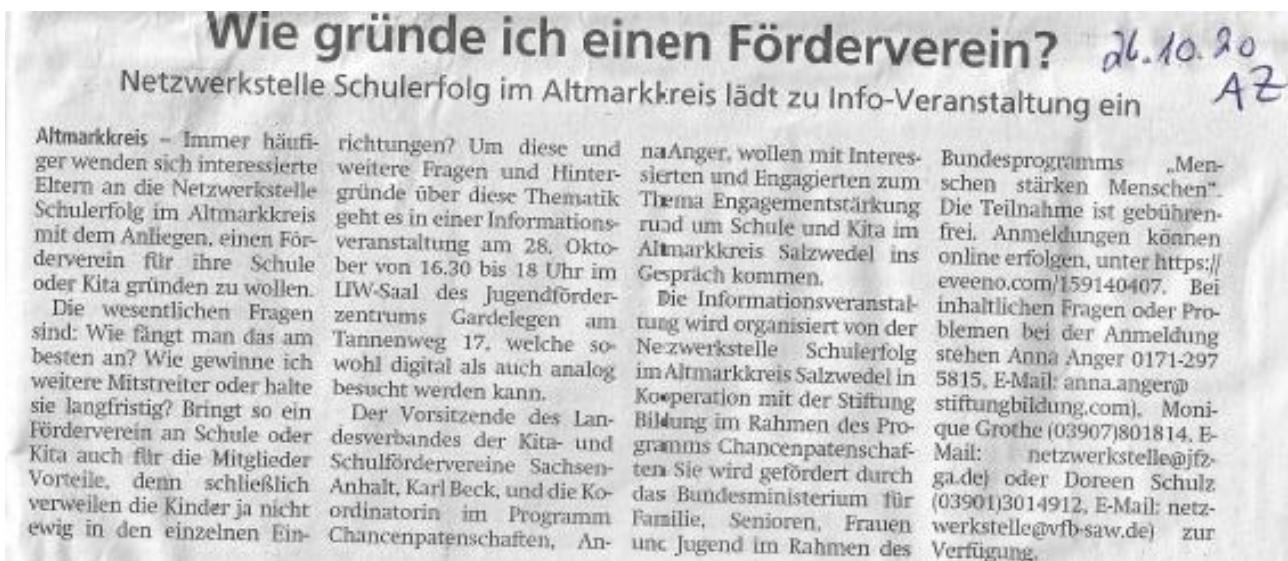 Wie gründe ich einen Förderverein?
26.10.20
AZ
Netzwerkstelle Schulerfolg im Altmarkkreis lädt zu Info-Veranstaltung ein
Altmarkkreis – Immer häufi-
ger wenden sich interessierte
Eltern an die Netzwerkstelle
Schulerfolg im Altmarkkreis
mit dem Anliegen, einen För-
derverein für ihre Schule
oder Kita gründen zu wollen.
Die wesentlichen Fragen
sind: Wie fängt man das am
besten an? Wie gewinne ich
weitere Mitstreiter oder halte
sie langfristig? Bringt so ein
Förderverein an Schule oder
Kita auch für die Mitglieder
Vorteile, denn schließlich
verweilen die Kinder ja nicht
ewig in den einzelnen Ein-
richtungen? Um diese und
weitere Fragen und Hinter-
gründe über diese Thematik
geht es in einer Informations-
veranstaltung am 28. Okto-
ber von 16.30 bis 18 Uhr im
IJW-Saal des Jugendförder-
zentrums Gardelegen am
Tannenweg 17, welche so-
wohl digital als auch analog
besucht werden kann.
Der Vorsitzende des Lan-
desverbandes der Kita- und
Schulfördervereine Sachsen-
Anhalt, Karl Beck, und die Ko-
ordinatorin im Programm
Chancenpatenschaften, An-
na Anger, wollen mit Interes-
sierten und Engagierten zum
Thema Engagementstärkung
rund um Schule und Kita im
Altmarkkreis Salzwedel ins
Gespräch kommen.
Die Informationsveranstal-
tung wird organisiert von der
Netzwerkstelle Schulerfolg
im Altmarkkreis Salzwedel in
Kooperation mit der Stiftung
Bildung im Rahmen des Pro-
gramms Chancenpatenschaf-
ten. Sie wird gefördert durch
das Bundesministerium für
Familie, Senioren, Frauen
und Jugend im Rahmen des
Bundesprogramms „Men-
schen stärken Menschen“.
Die Teilnahme ist gebühren-
frei. Anmeldungen können
online erfolgen, unter https://
eveeno.com/159140407. Bei
inhaltlichen Fragen oder Pro-
blemen bei der Anmeldung
stehen Anna Anger 0171-297
5815, E-Mail: anna.anger@
stiftungbildung.com), Moni-
que Grothe (03907)801814, E-
Mail: netzwerkstelle@jfz-
ga.de) oder Doreen Schulz
(03901)3014912, E-Mail: netz-
werkstelle@vfb-saw.de) zur
Verfügung.